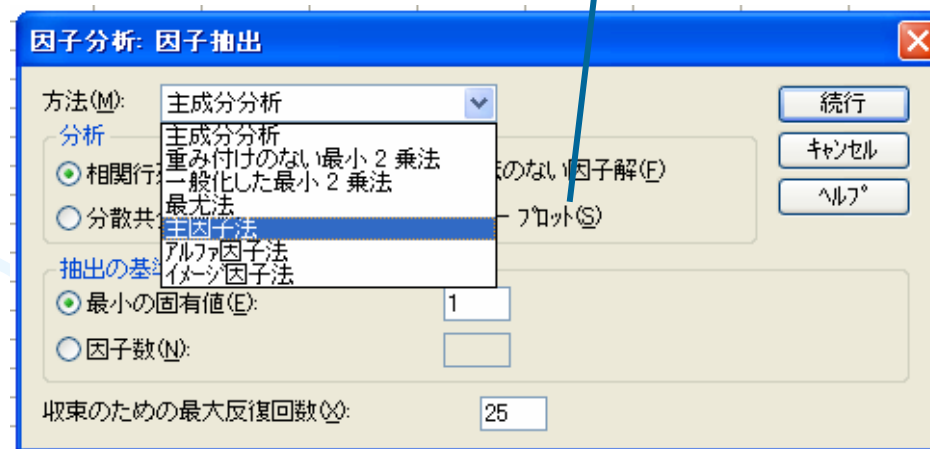 因子分析: 因子抽出
方法(M): 主成分分析
主成分分析
重み付けのない最小 2 乗法
一般化した最小 2 乗法
最尤法
主因子法
アルファ因子法
イメージ因子法
分析
相関行
分散共
のない因子解(F)
プロット(S)
抽出の基
最小の固有値(E): 1
因子数(N):
収束のための最大反復回数(X): 25
続行
キャンセル
ヘルプ